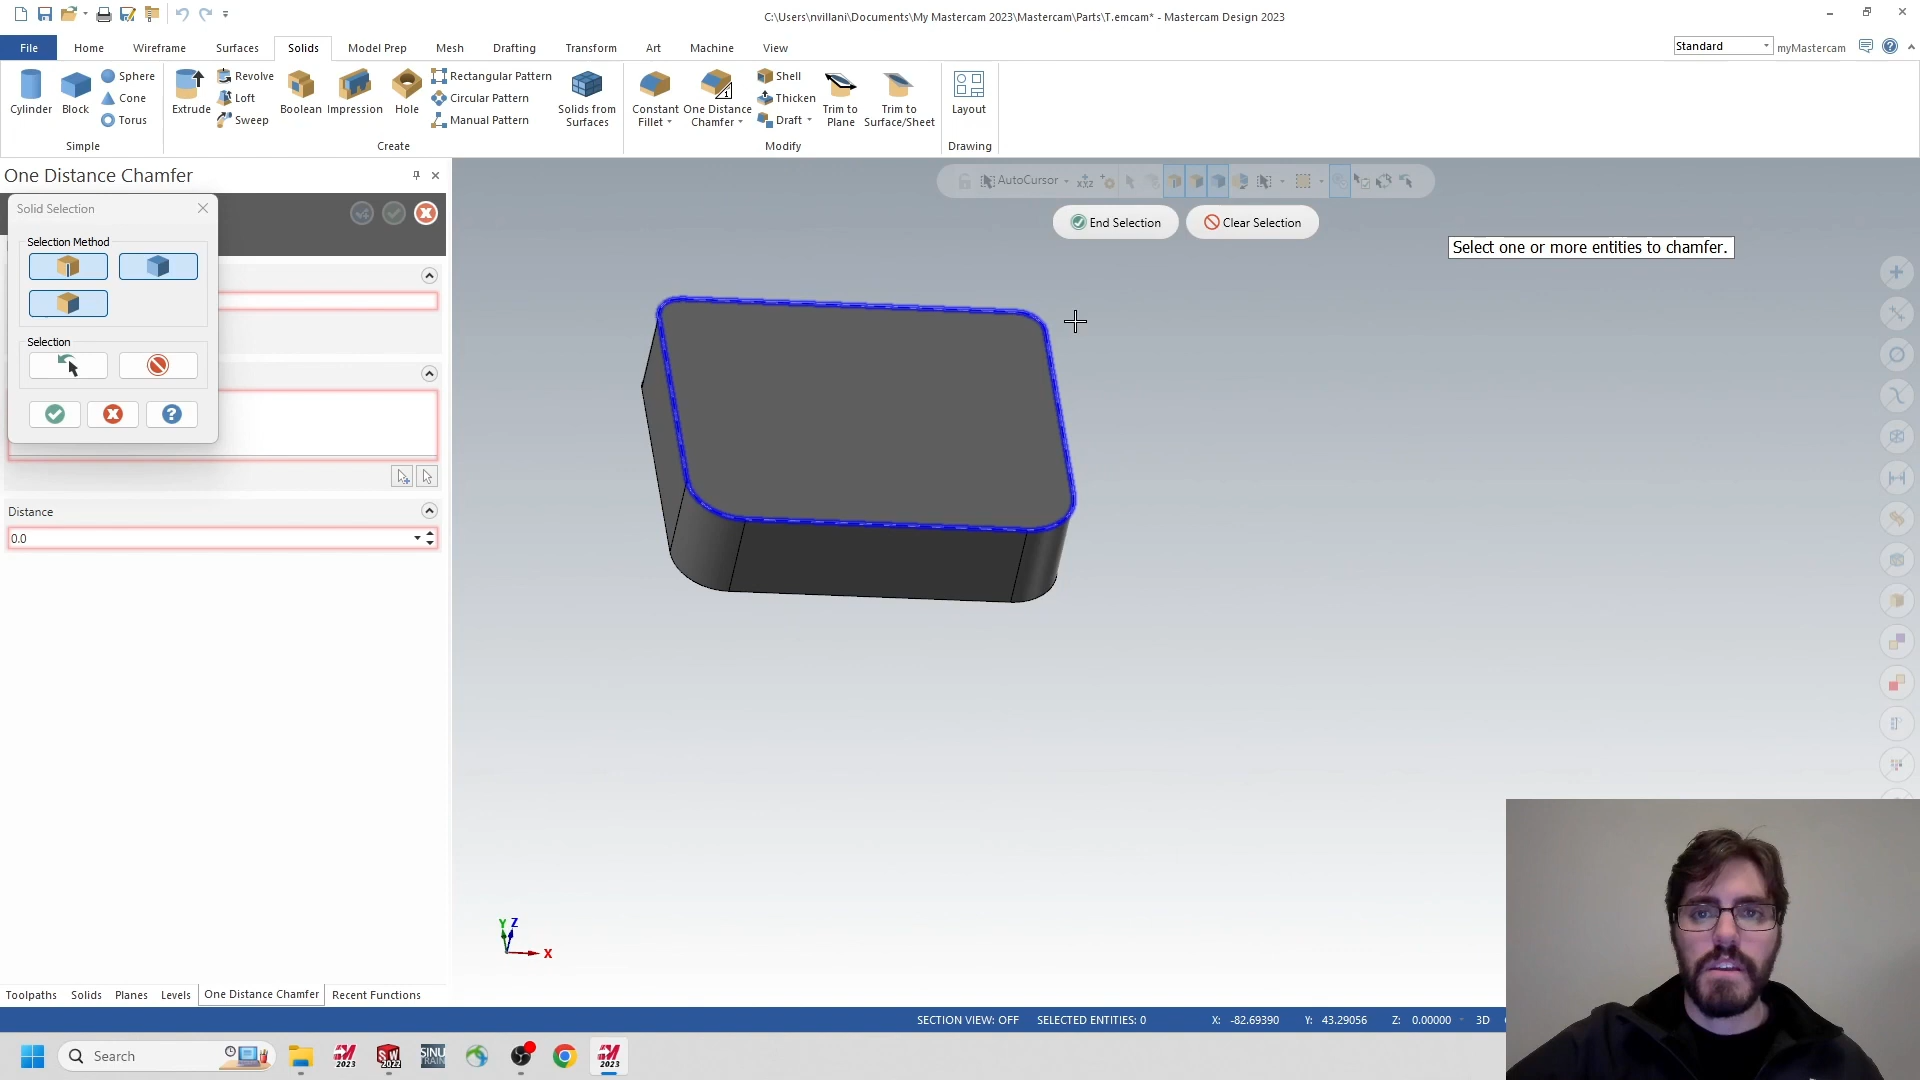 C:\Users\nvillani\Documents\My Mastercam 2023\Mastercam\Parts\T.emcam* - Mastercam Design 2023
File Home Wireframe Surfaces Solids Model Prep Mesh Drafting Transform Art Machine View
Standard myMastercam
Cylinder Block Sphere Cone Torus
Simple
Extrude Revolve Loft Sweep Boolean Impression Hole Rectangular Pattern Circular Pattern Manual Pattern Solids from Surfaces
Create
Constant Fillet One Distance Chamfer Shell Thicken Draft Trim to Plane Trim to Surface/Sheet
Modify
Layout
Drawing
One Distance Chamfer
Solid Selection
Selection Method
Selection
Distance
0.0
AutoCursor
End Selection Clear Selection
Select one or more entities to chamfer.
Y Z
X
Toolpaths Solids Planes Levels One Distance Chamfer Recent Functions
SECTION VIEW: OFF SELECTED ENTITIES: 0 X: -82.69390 Y: 43.29056 Z: 0.00000 3D
Search
2023
SW
2022
SINU
TRAIN
2023